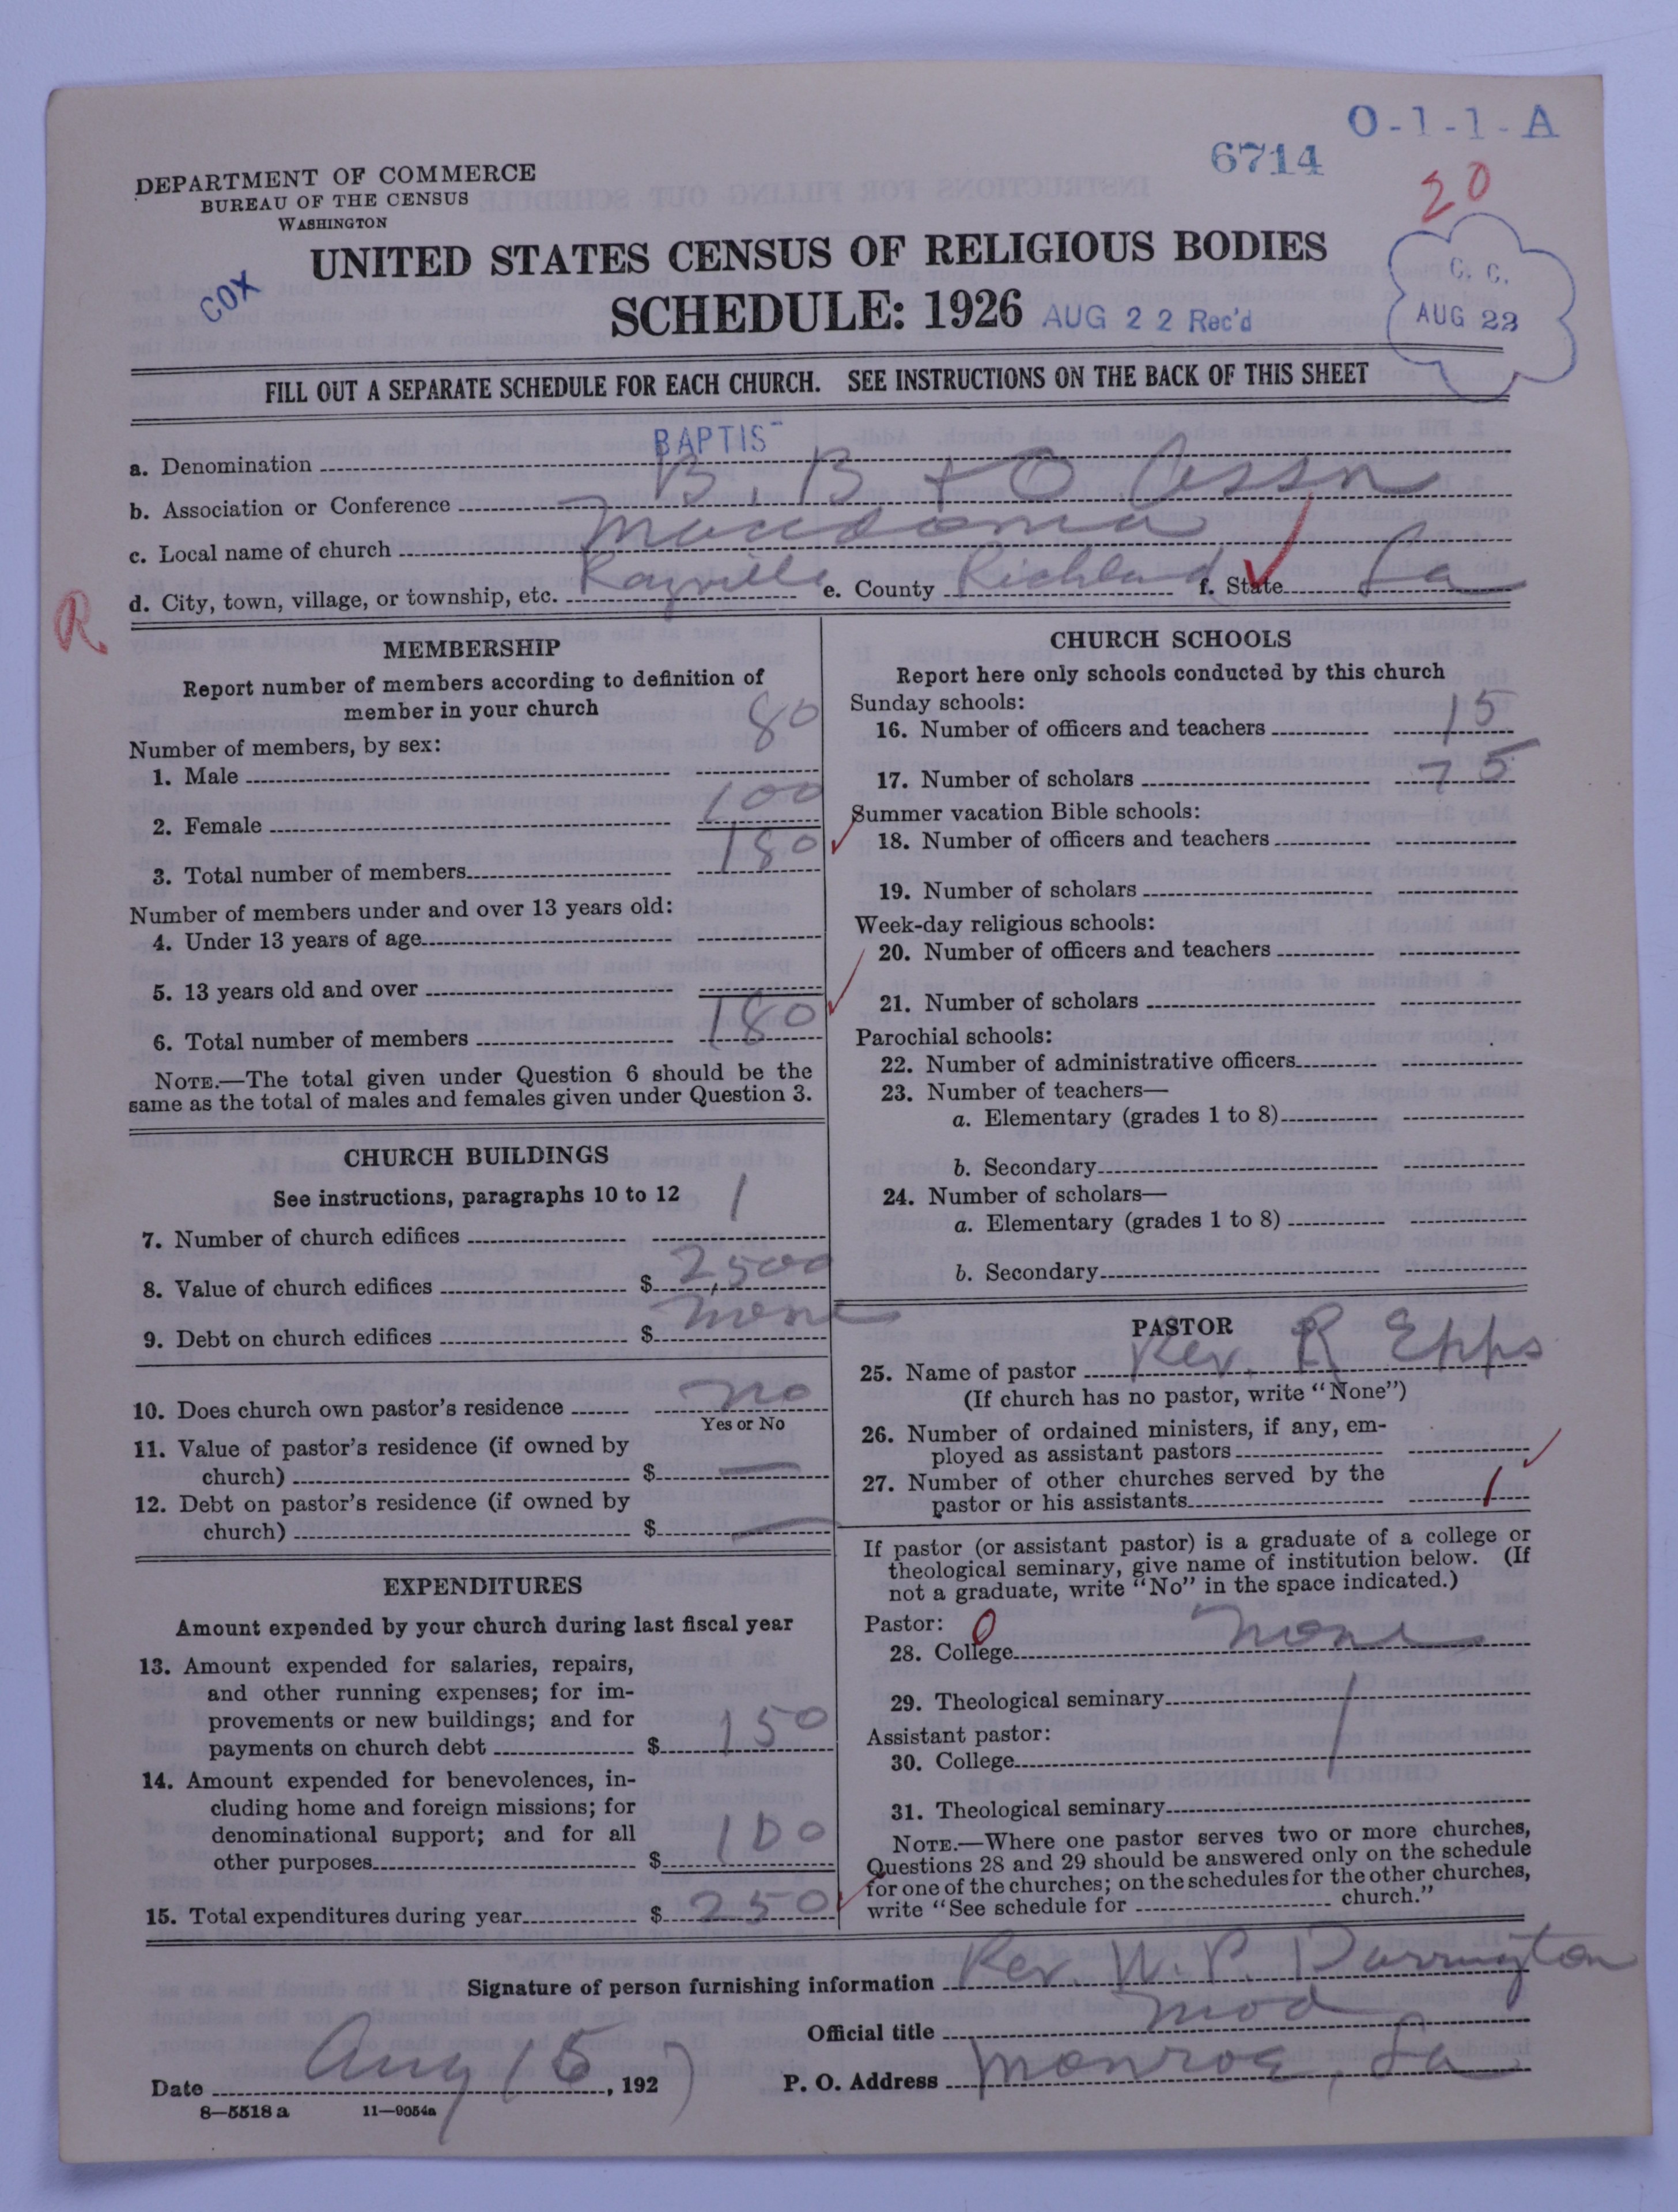 O-1-1-A
6714
20
DEPARTMENT OF COMMERCE
BUREAU OF THE CENSUS
WASHINGTON
UNITED STATES CENSUS OF RELIGIOUS BODIES
COX
C. C.
SCHEDULE: 1926 AUG 22 Rec'd
AUG 23
FILL OUT A SEPARATE SCHEDULE FOR EACH CHURCH. SEE INSTRUCTIONS ON THE BACK OF THIS SHEET
BAPTIST
a. Denomination
b. Association or Conference B. B & O Assn
c. Local name of church Macedonia
d. City, town, village, or township, etc. Rayville e. County Richland f. State La
R
MEMBERSHIP
Report number of members according to definition of
member in your church
Number of members, by sex:
1. Male 80
2. Female 100
3. Total number of members 180
Number of members under and over 13 years old:
4. Under 13 years of age
5. 13 years old and over
6. Total number of members 180
NOTE.—The total given under Question 6 should be the
same as the total of males and females given under Question 3.
CHURCH BUILDINGS
See instructions, paragraphs 10 to 12
7. Number of church edifices 1
8. Value of church edifices $ 2,500
9. Debt on church edifices $ none
10. Does church own pastor's residence no
Yes or No
11. Value of pastor's residence (if owned by
church) $ —
12. Debt on pastor's residence (if owned by
church) $ —
EXPENDITURES
Amount expended by your church during last fiscal year
13. Amount expended for salaries, repairs,
and other running expenses; for im-
provements or new buildings; and for
payments on church debt $ 150
14. Amount expended for benevolences, in-
cluding home and foreign missions; for
denominational support; and for all
other purposes $ 100
15. Total expenditures during year $ 250
CHURCH SCHOOLS
Report here only schools conducted by this church
Sunday schools:
16. Number of officers and teachers 15
17. Number of scholars 75
Summer vacation Bible schools:
18. Number of officers and teachers
19. Number of scholars
Week-day religious schools:
20. Number of officers and teachers
21. Number of scholars
Parochial schools:
22. Number of administrative officers
23. Number of teachers—
a. Elementary (grades 1 to 8)
b. Secondary
24. Number of scholars—
a. Elementary (grades 1 to 8)
b. Secondary
PASTOR
25. Name of pastor Rev. R Epps
(If church has no pastor, write "None")
26. Number of ordained ministers, if any, em-
ployed as assistant pastors
27. Number of other churches served by the
pastor or his assistants 1
If pastor (or assistant pastor) is a graduate of a college or
theological seminary, give name of institution below. (If
not a graduate, write "No" in the space indicated.)
Pastor: 0
28. College none
29. Theological seminary
Assistant pastor:
30. College
31. Theological seminary
NOTE.—Where one pastor serves two or more churches,
Questions 28 and 29 should be answered only on the schedule
for one of the churches; on the schedules for the other churches,
write "See schedule for church."
Signature of person furnishing information Rev. W. P. Darrington
Official title Mod
Date Aug 15, 1927 P. O. Address Monroe, La
8—5518 a 11—9054a